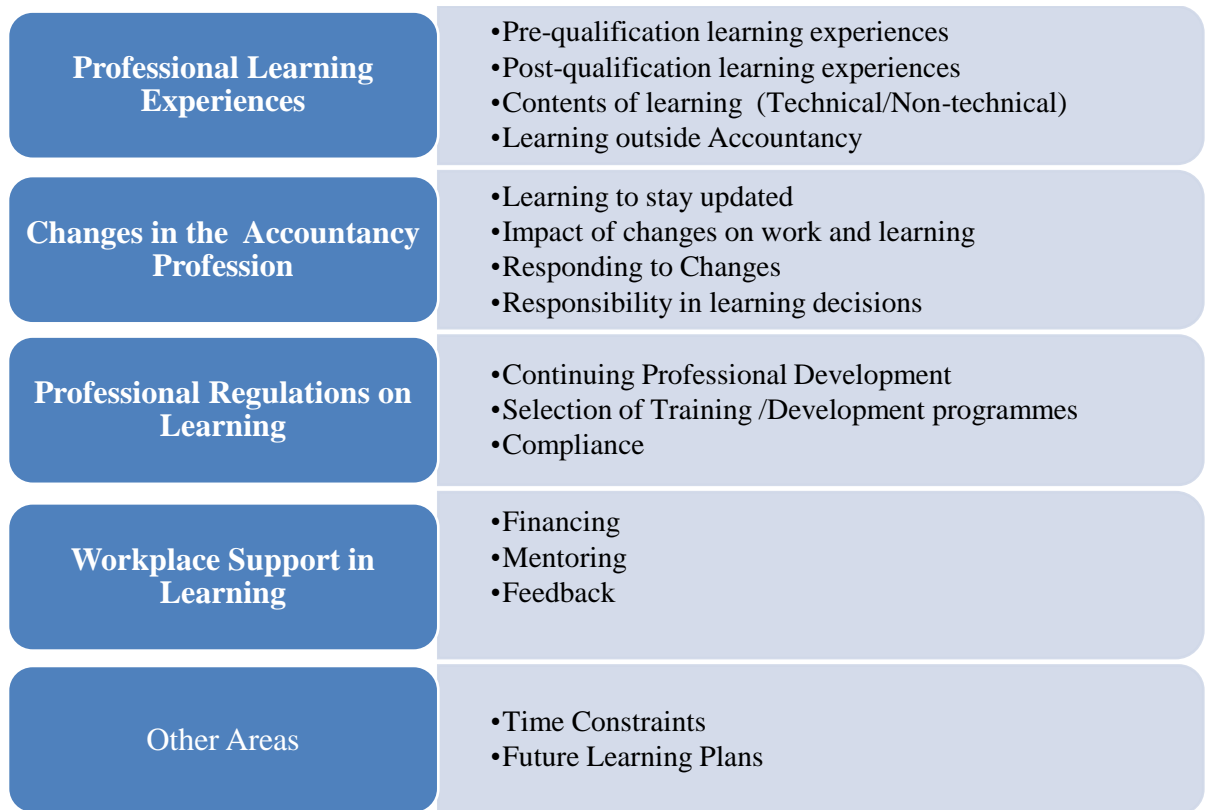 Professional Learning
Experiences
•Pre-qualification learning experiences
•Post-qualification learning experiences
•Contents of learning (Technical/Non-technical)
•Learning outside Accountancy
Changes in the Accountancy
Profession
•Learning to stay updated
•Impact of changes on work and learning
•Responding to Changes
•Responsibility in learning decisions
Professional Regulations on
Learning
•Continuing Professional Development
•Selection of Training /Development programmes
•Compliance
Workplace Support in
Learning
•Financing
•Mentoring
•Feedback
Other Areas
•Time Constraints
•Future Learning Plans